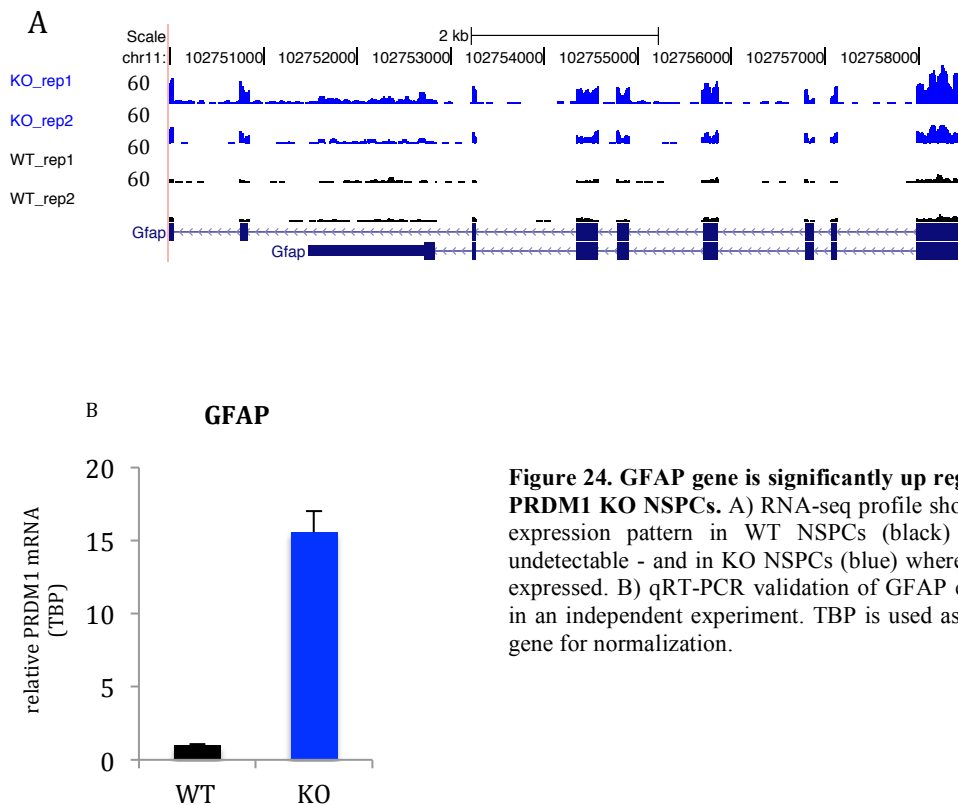 A
Scale
2 kb
chr11:
102751000 102752000 102753000 102754000 102755000 102756000 102757000 102758000
KO_rep1
60
60
KO_rep2
60
WT_rep1
60
WT_rep2
Gfap
Gfap
B
GFAP
20
15
10
5
0
relative PRDM1 mRNA
(TBP)
WT KO
Figure 24. GFAP gene is significantly up reg
PRDM1 KO NSPCs. A) RNA-seq profile sho
expression pattern in WT NSPCs (black)
undetectable - and in KO NSPCs (blue) where
expressed. B) qRT-PCR validation of GFAP
in an independent experiment. TBP is used as
gene for normalization.